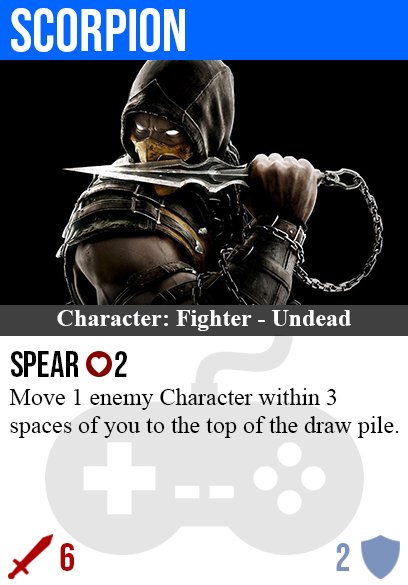 SCORPION
Character: Fighter - Undead
SPEAR 2
Move 1 enemy Character within 3
spaces of you to the top of the draw pile.
6 2